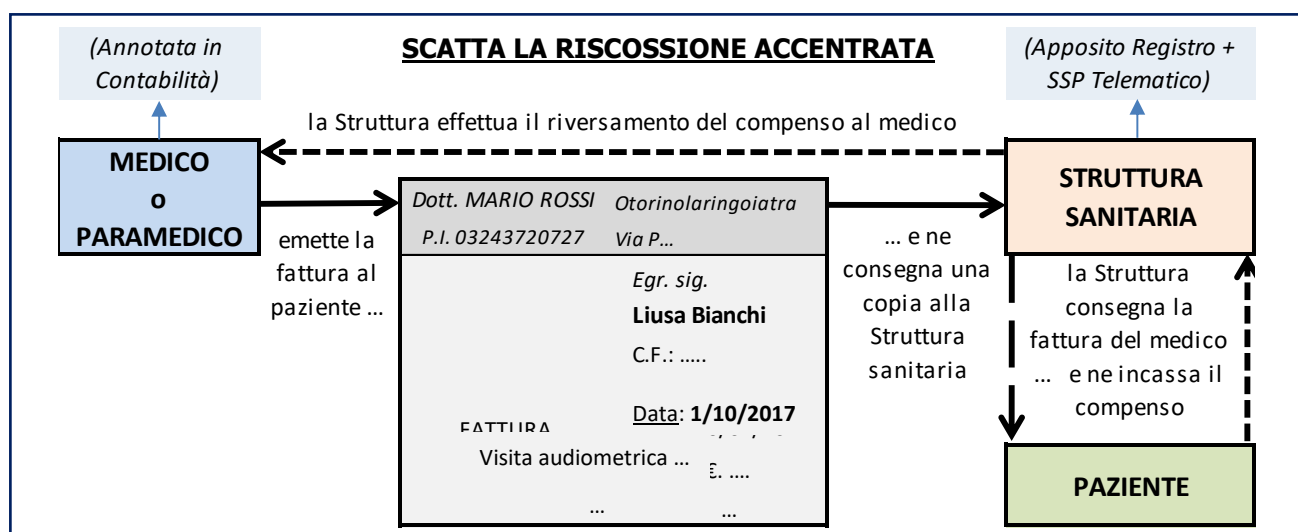 (Annotata in
Contabilità)
SCATTA LA RISCOSSIONE ACCENTRATA
(Apposito Registro +
SSP Telematico)
la Struttura effettua il riversamento del compenso al medico
MEDICO
o
PARAMEDICO
emette la
fattura al
paziente ...
Dott. MARIO ROSSI Otorinolaringoiatra
P.I. 03243720727 Via P...
Egr. sig.
Liusa Bianchi
C.F.: .....
Data: 1/10/2017
FATTURA
Visita audiometrica ...
€. ....
... ...
... e ne
consegna una
copia alla
Struttura
sanitaria
STRUTTURA
SANITARIA
la Struttura
consegna la
fattura del medico
... e ne incassa il
compenso
PAZIENTE